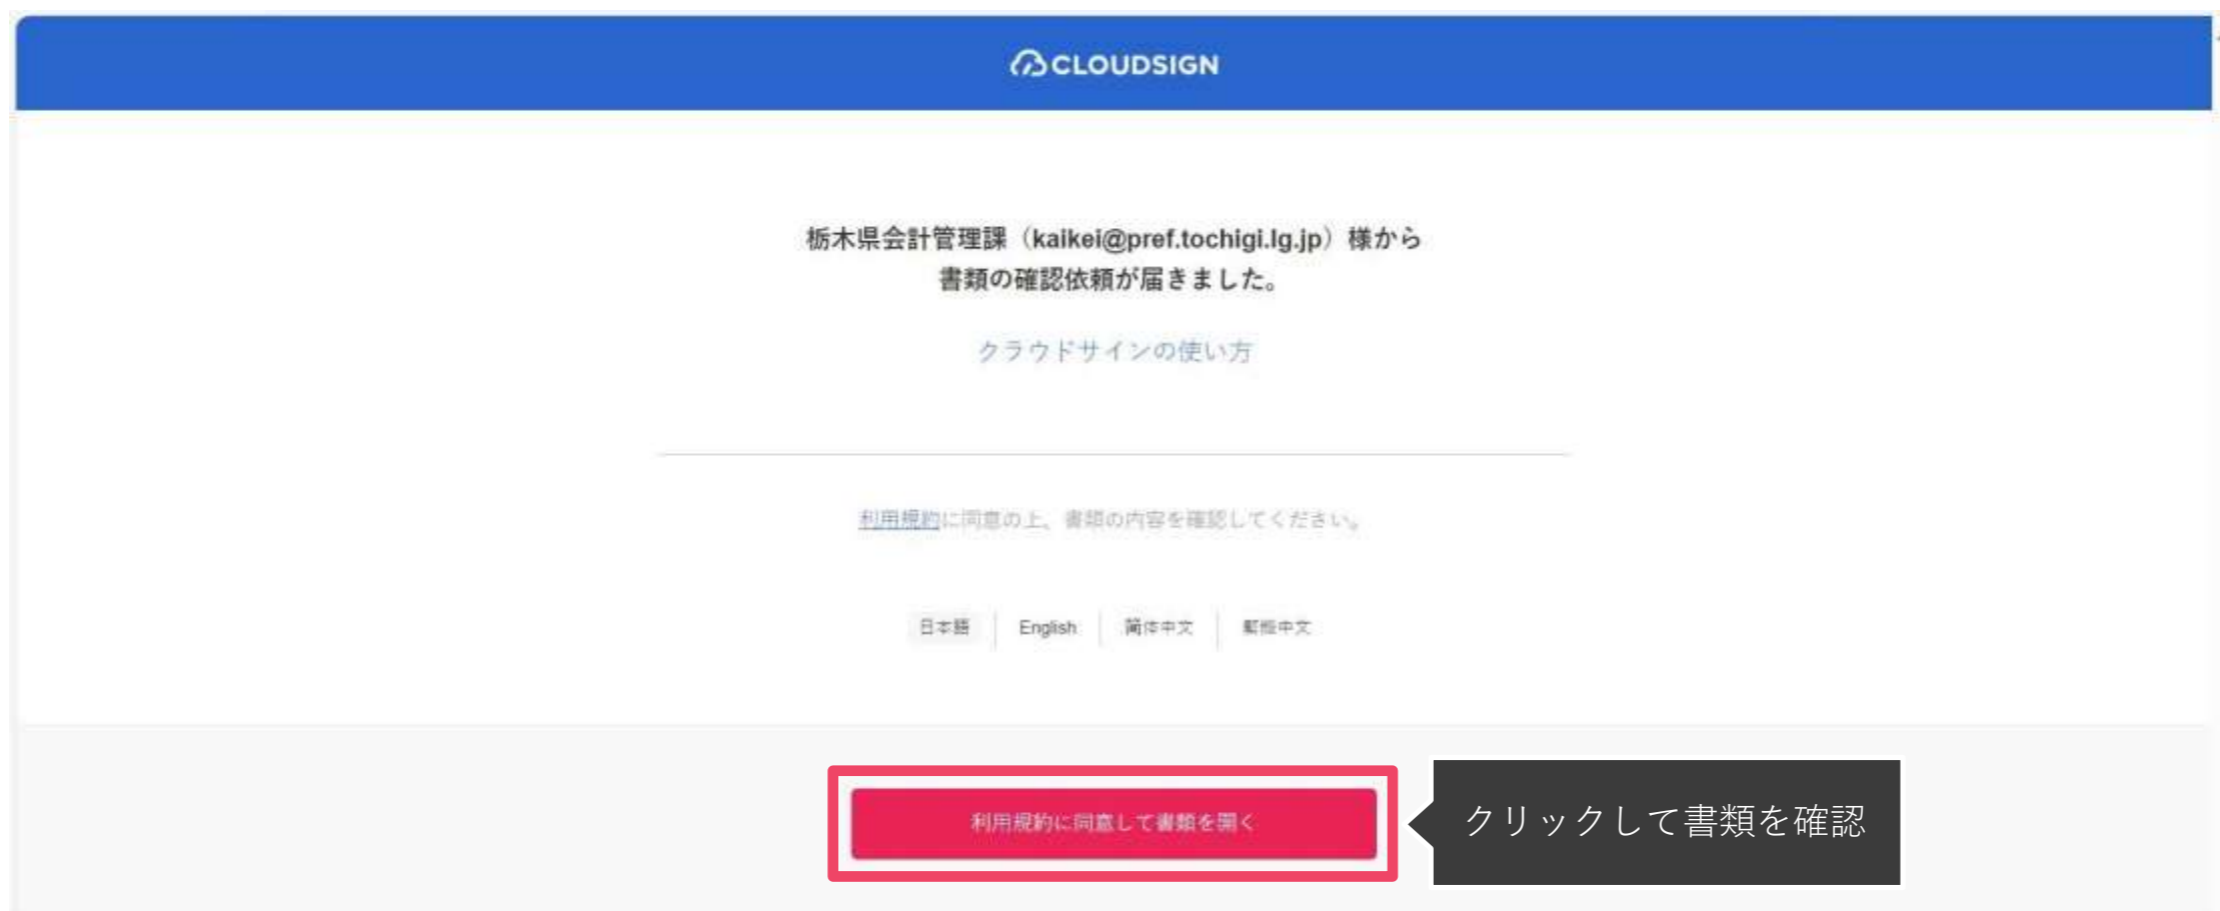 CLOUDSIGN
栃木県会計管理課（kaikei@pref.tochigi.lg.jp）様から
書類の確認依頼が届きました。
クラウドサインの使い方
利用規約に同意の上、書類の内容を確認してください。
日本語 English 简体中文 繁體中文
利用規約に同意して書類を開く
クリックして書類を確認